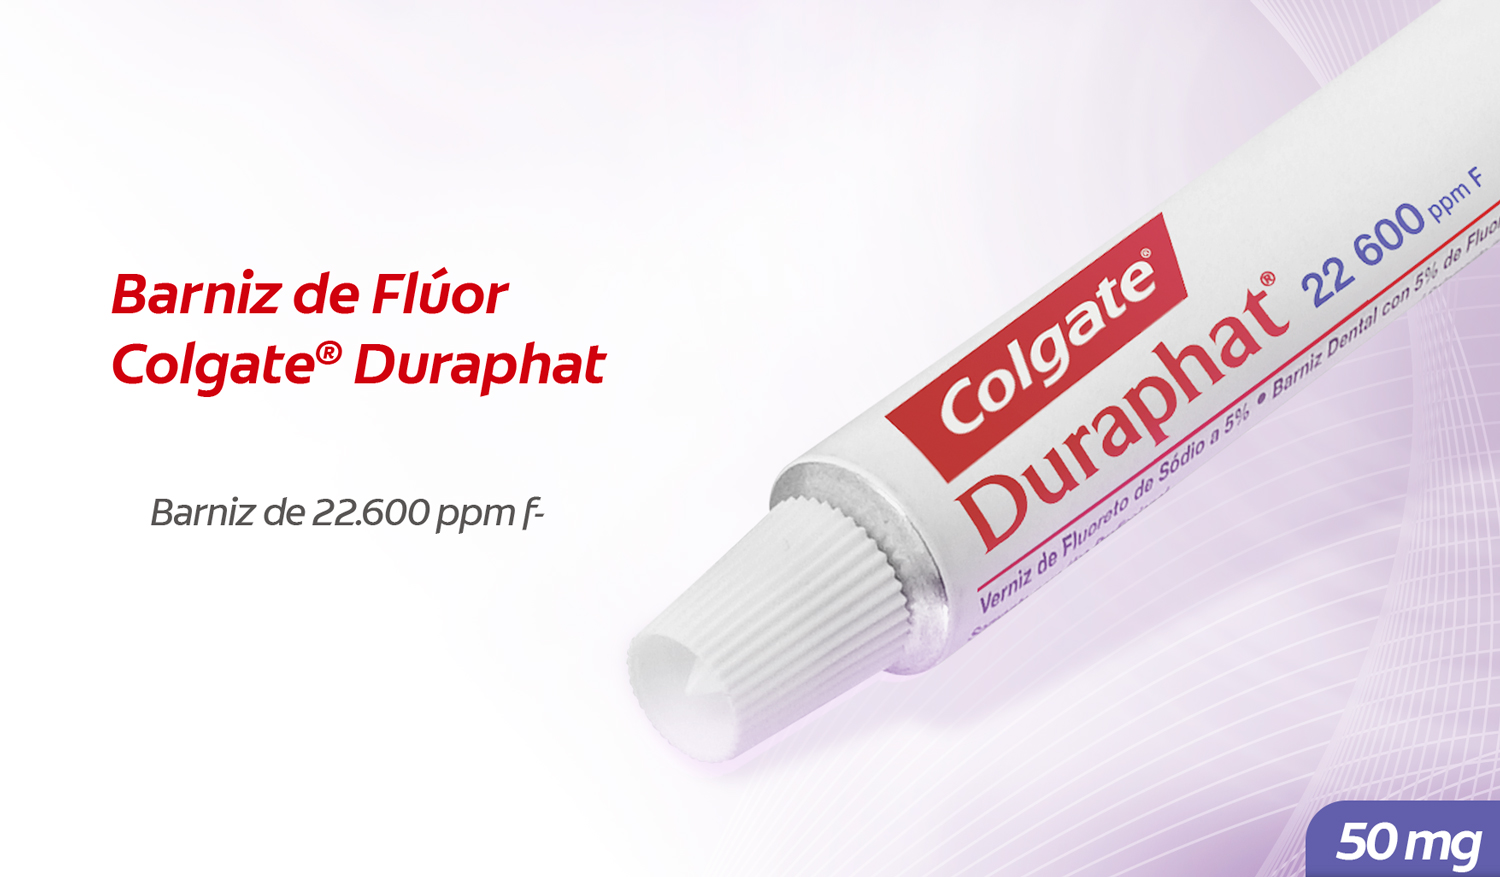 Barniz de Flúor
Colgate® Duraphat
Barniz de 22.600 ppm f-
Colgate®
Duraphat® 22 600 ppm F
Verniz de Fluoreto de Sódio a 5% • Barniz Dental con 5% de
50 mg